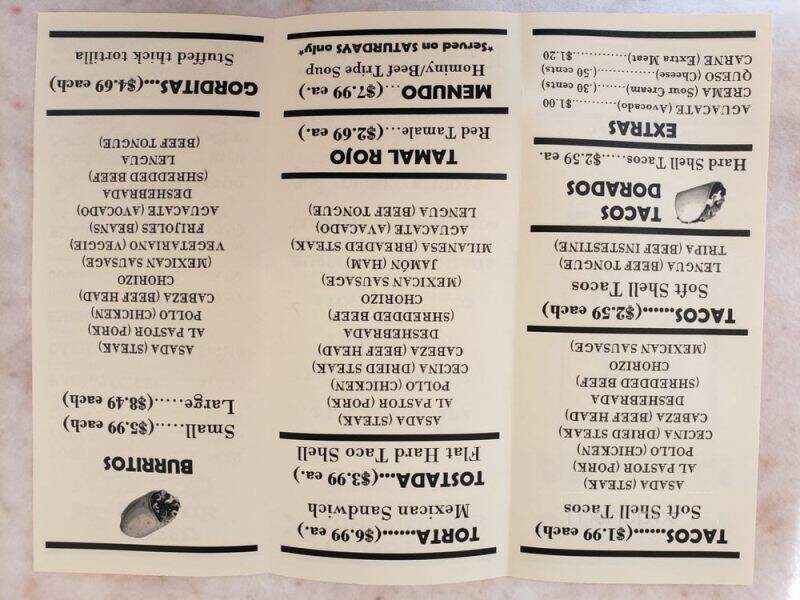 TACOS......($1.99 each)
Soft Shell Tacos
ASADA (STEAK)
AL PASTOR (PORK)
POLLO (CHICKEN)
CECINA (DRIED STEAK)
CABEZA (BEEF HEAD)
DESHEBRADA
(SHREDDED BEEF)
CHORIZO
(MEXICAN SAUSAGE)
TACOS......($2.59 each)
Soft Shell Tacos
LENGUA (BEEF TONGUE)
TRIPA (BEEF INSTESTINE)
TACOS
DORADOS
Hard Shell Tacos.....$2.59 ea.
EXTRAS
AGUACATE (Avocado)..........$1.00
CREMA (Sour Cream)......(.30 cents)
QUESO (Cheese)............(.50 cents)
CARNE (Extra Meat)............$1.20
TORTA.......($6.99 ea.)
Mexican Sandwich
TOSTADA...($3.99 ea.)
Flat Hard Taco Shell
ASADA (STEAK)
AL PASTOR (PORK)
POLLO (CHICKEN)
CECINA (DRIED STEAK)
CABEZA (BEEF HEAD)
DESHEBRADA
(SHREDDED BEEF)
CHORIZO
(MEXICAN SAUSAGE)
JAMÓN (HAM)
MILANESA (BREADED STEAK)
AGUACATE (AVOCADO)
LENGUA (BEEF TONGUE)
TAMAL ROJO
Red Tamale...($2.69 ea.)
MENUDO...($7.99 ea.)
Hominy/Beef Tripe Soup
*Served on SATURDAYS only*
BURRITOS
Small......($5.99 each)
Large.....($8.49 each)
ASADA (STEAK)
AL PASTOR (PORK)
POLLO (CHICKEN)
CABEZA (BEEF HEAD)
CHORIZO
(MEXICAN SAUSAGE)
VEGETARIANO (VEGGIE)
FRIJOLES (BEANS)
AGUACATE (AVOCADO)
DESHEBRADA
(SHREDDED BEEF)
LENGUA
(BEEF TONGUE)
GORDITAS....($4.69 each)
Stuffed thick tortilla